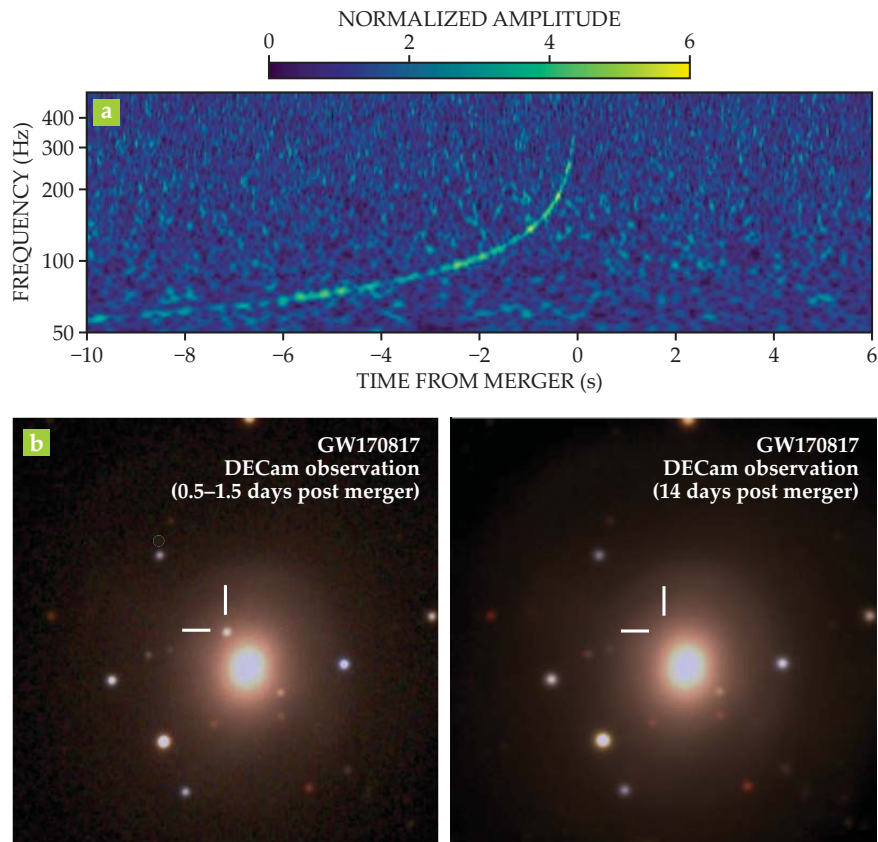 NORMALIZED AMPLITUDE
0 2 4 6
a
400
300
200
100
50
FREQUENCY (Hz)
−10 −8 −6 −4 −2 0 2 4 6
TIME FROM MERGER (s)
b
GW170817
DECam observation
(0.5–1.5 days post merger)
GW170817
DECam observation
(14 days post merger)